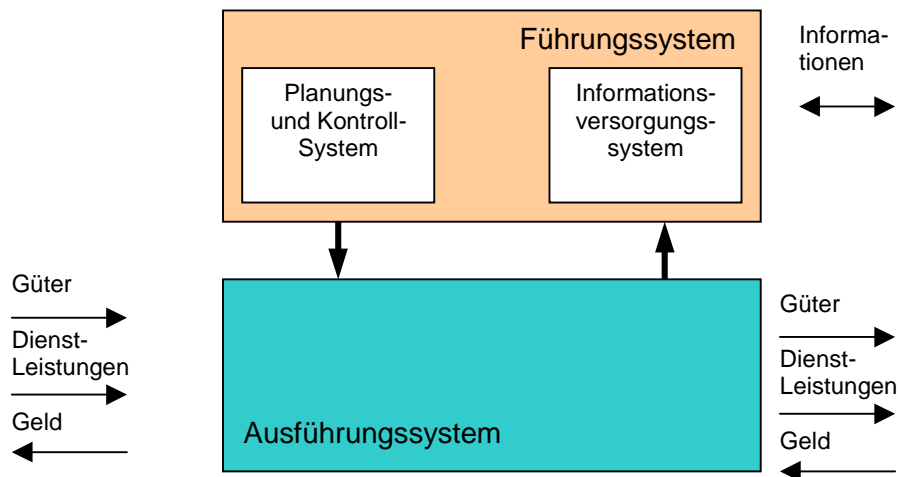 Führungssystem
Informa-
tionen
Planungs-
und Kontroll-
System
Informations-
versorgungs-
system
Güter
Dienst-
Leistungen
Geld
Ausführungssystem
Güter
Dienst-
Leistungen
Geld